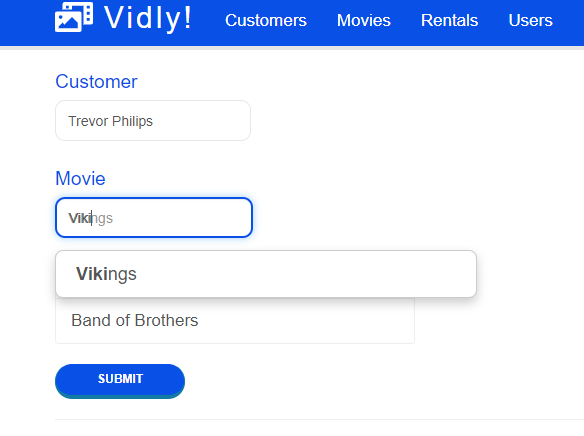 Vidly! Customers Movies Rentals Users
Customer
Trevor Philips
Movie
Vikings
Vikings
Band of Brothers
SUBMIT